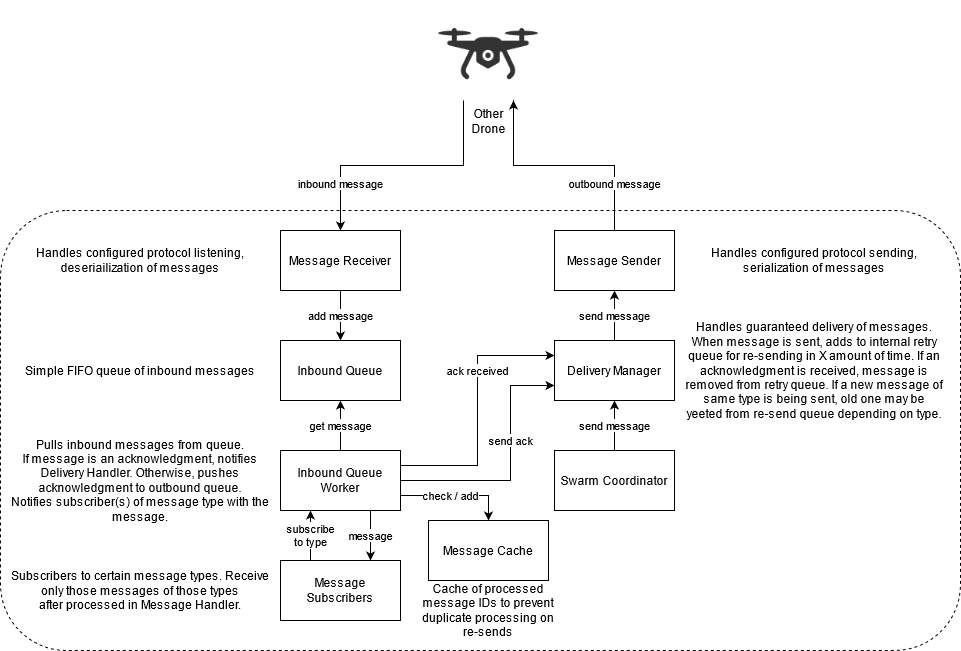 Other
Drone
inbound message
outbound message
Handles configured protocol listening,
deseriailization of messages
Message Receiver
Message Sender
Handles configured protocol sending,
serialization of messages
add message
send message
Simple FIFO queue of inbound messages
Inbound Queue
ack received
Delivery Manager
Handles guaranteed delivery of messages.
When message is sent, adds to internal retry
queue for re-sending in X amount of time. If an
acknowledgment is received, message is
removed from retry queue. If a new message of
same type is being sent, old one may be
yeeted from re-send queue depending on type.
get message
send ack
send message
Pulls inbound messages from queue.
If message is an acknowledgment, notifies
Delivery Handler. Otherwise, pushes
acknowledgment to outbound queue.
Notifies subscriber(s) of message type with the
message.
Inbound Queue
Worker
Swarm Coordinator
check / add
subscribe
to type
message
Message Cache
Cache of processed
message IDs to prevent
duplicate processing on
re-sends
Subscribers to certain message types. Receive
only those messages of those types
after processed in Message Handler.
Message
Subscribers